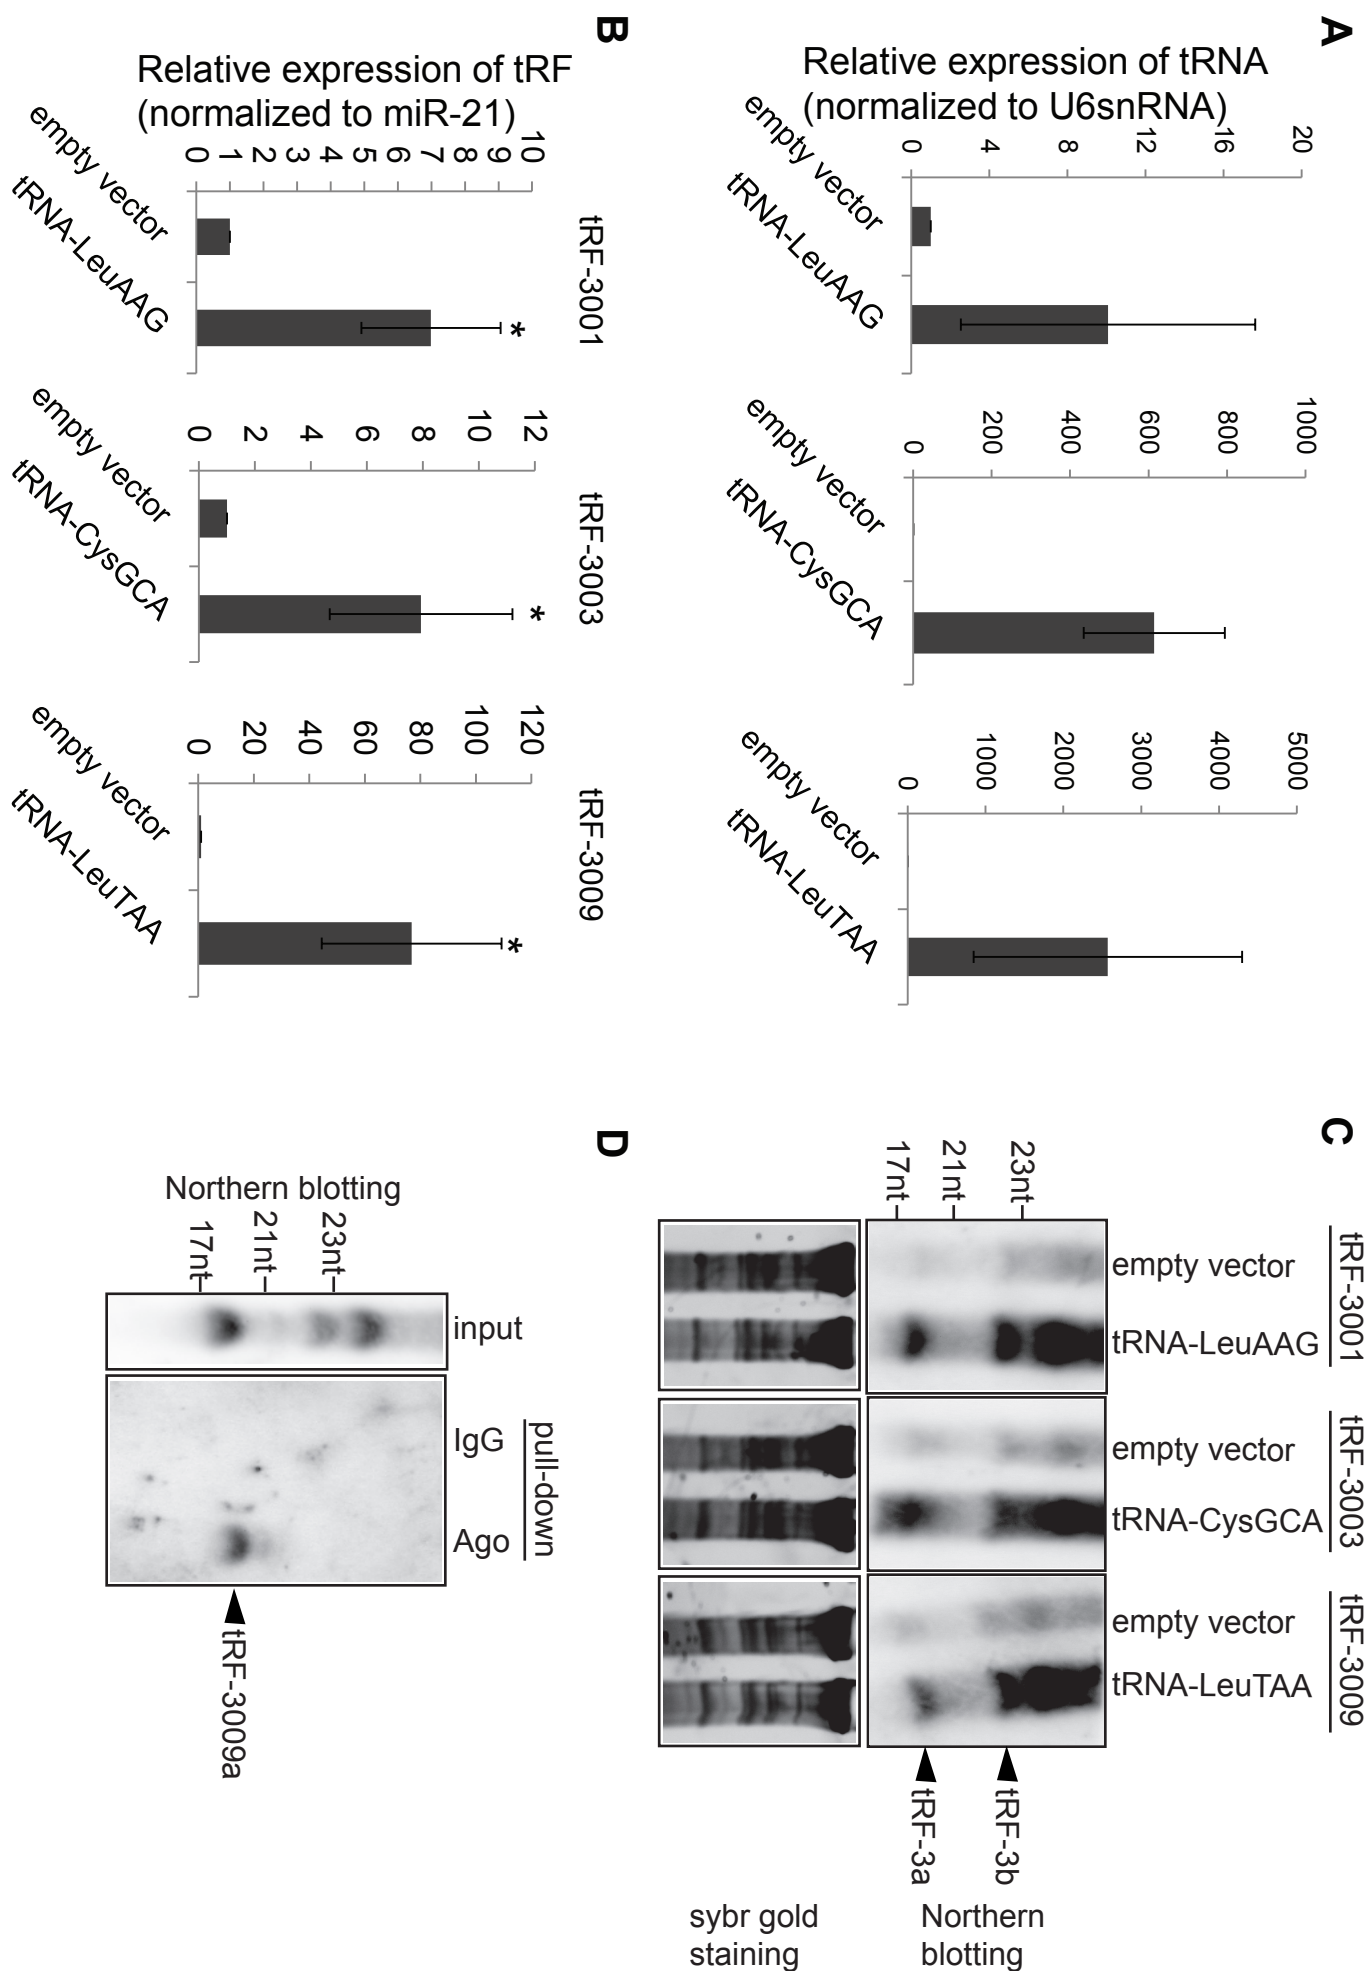 A
Relative expression of tRNA
(normalized to U6snRNA)
20
16
12
8
4
0
empty vector
tRNA-LeuAAG
1000
800
600
400
200
0
empty vector
tRNA-CysGCA
5000
4000
3000
2000
1000
0
empty vector
tRNA-LeuTAA
B
Relative expression of tRF
(normalized to miR-21)
tRF-3001
10
9
8
7
6
5
4
3
2
1
0
*
empty vector
tRNA-LeuAAG
tRF-3003
12
10
8
6
4
2
0
*
empty vector
tRNA-CysGCA
tRF-3009
120
100
80
60
40
20
0
*
empty vector
tRNA-LeuTAA
C
tRF-3001
tRF-3003
tRF-3009
empty vector
tRNA-LeuAAG
empty vector
tRNA-CysGCA
empty vector
tRNA-LeuTAA
23nt
21nt
17nt
tRF-3b
tRF-3a
Northern
blotting
sybr gold
staining
D
pull-down
input
IgG
Ago
Northern blotting
23nt
21nt
17nt
tRF-3009a